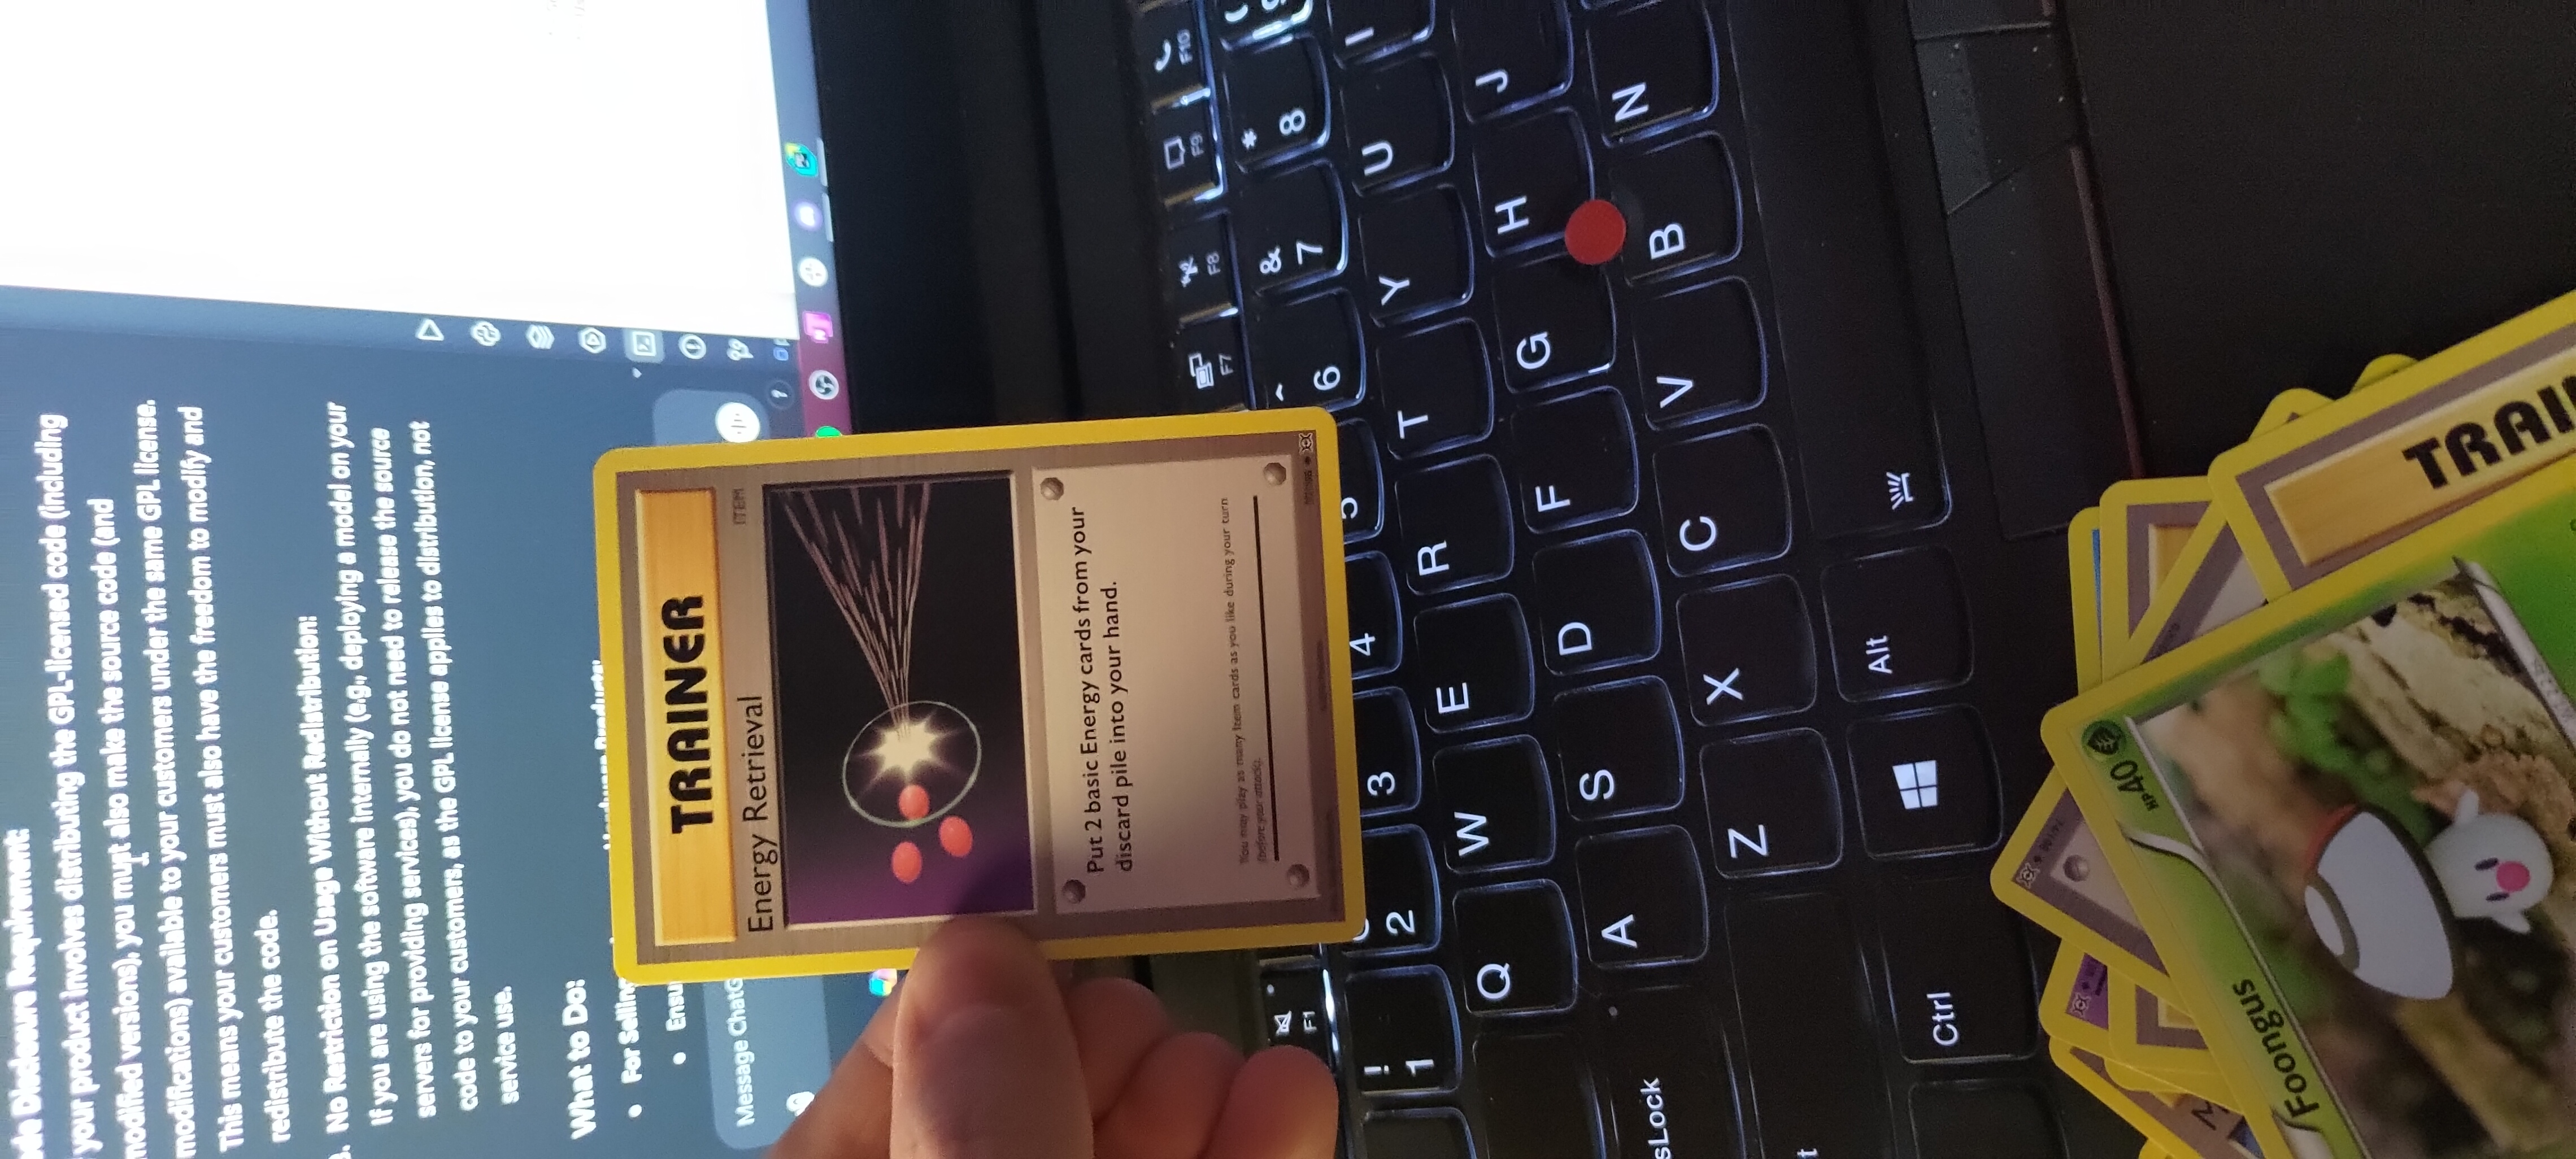 de Disclosure Requirement:
your product involves distributing the GPL-licensed code (including
modified versions), you must also make the source code (and
modifications) available to your customers under the same GPL license.
This means your customers must also have the freedom to modify and
redistribute the code.
3. No Restriction on Usage Without Redistribution:
If you are using the software internally (e.g., deploying a model on your
servers for providing services), you do not need to release the source
code to your customers, as the GPL license applies to distribution, not
service use.
What to Do:
For Selling Hardware Products:
Ensu
Message ChatG
TRAINER
Energy Retrieval ITEM
Put 2 basic Energy cards from your
discard pile into your hand.
You may play as many Item cards as you like during your turn
(before your attack).
F7 F8 F9 F10
F1
! 1 2 3 4 5 ^ 6 & 7 * 8 ( 9
Q W E R T Y U I
sLock A S D F G H J
t Z X C V B N
Ctrl Alt
HP40
Foongus
TRAIN